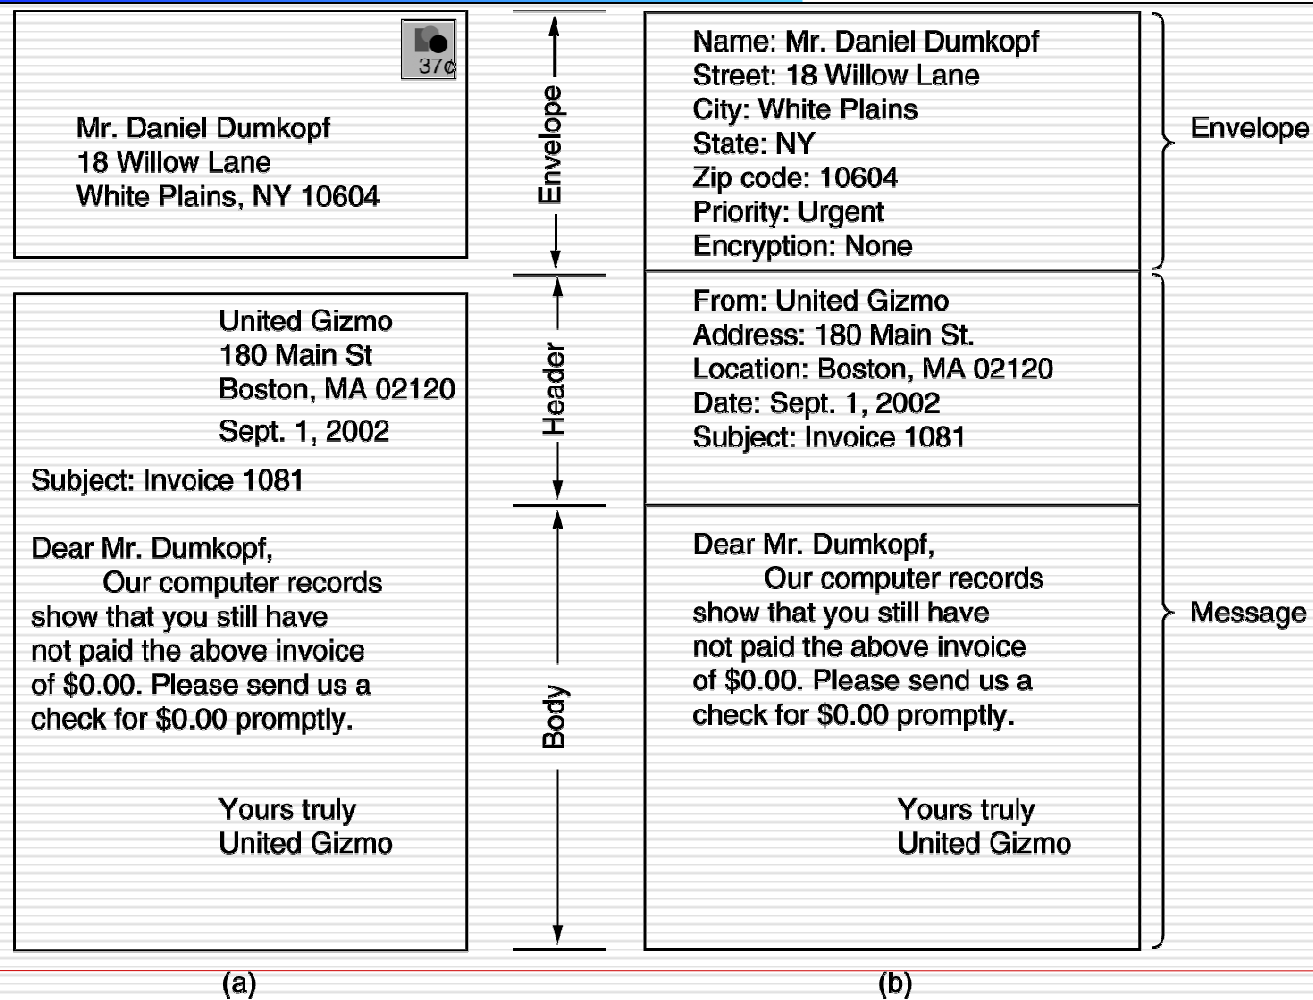 37¢
Mr. Daniel Dumkopf
18 Willow Lane
White Plains, NY 10604
United Gizmo
180 Main St
Boston, MA 02120
Sept. 1, 2002
Subject: Invoice 1081
Dear Mr. Dumkopf,
Our computer records
show that you still have
not paid the above invoice
of $0.00. Please send us a
check for $0.00 promptly.
Yours truly
United Gizmo
(a)
Envelope
Header
Body
Name: Mr. Daniel Dumkopf
Street: 18 Willow Lane
City: White Plains
State: NY
Zip code: 10604
Priority: Urgent
Encryption: None
From: United Gizmo
Address: 180 Main St.
Location: Boston, MA 02120
Date: Sept. 1, 2002
Subject: Invoice 1081
Dear Mr. Dumkopf,
Our computer records
show that you still have
not paid the above invoice
of $0.00. Please send us a
check for $0.00 promptly.
Yours truly
United Gizmo
(b)
Envelope
Message